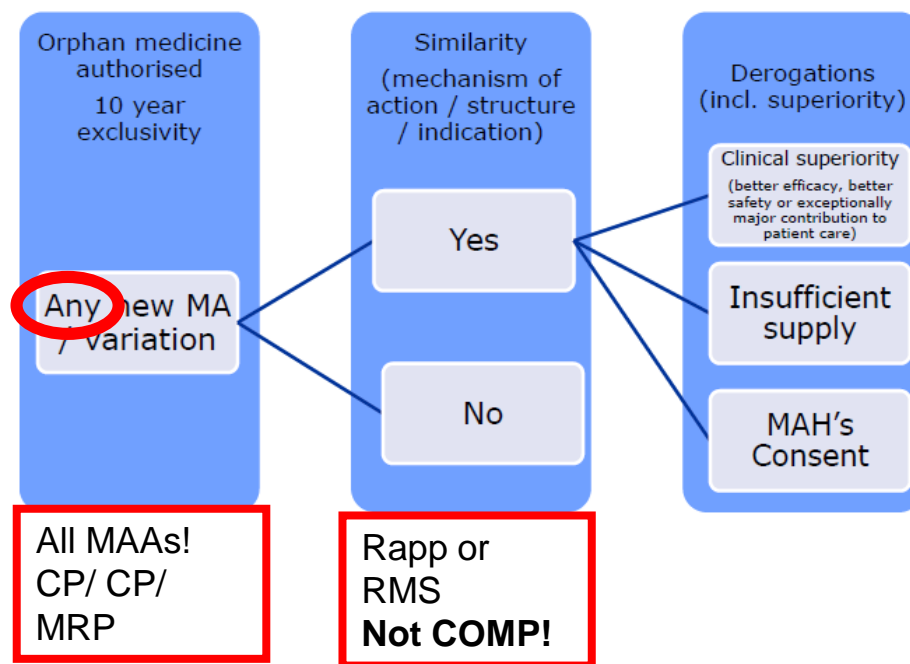 Orphan medicine
authorised
10 year
exclusivity
Any new MA
/ variation
All MAAs!
CP/ CP/
MRP
Similarity
(mechanism of
action / structure
/ indication)
Yes
No
Rapp or
RMS
Not COMP!
Derogations
(incl. superiority)
Clinical superiority
(better efficacy, better
safety or exceptionally
major contribution to
patient care)
Insufficient
supply
MAH's
Consent